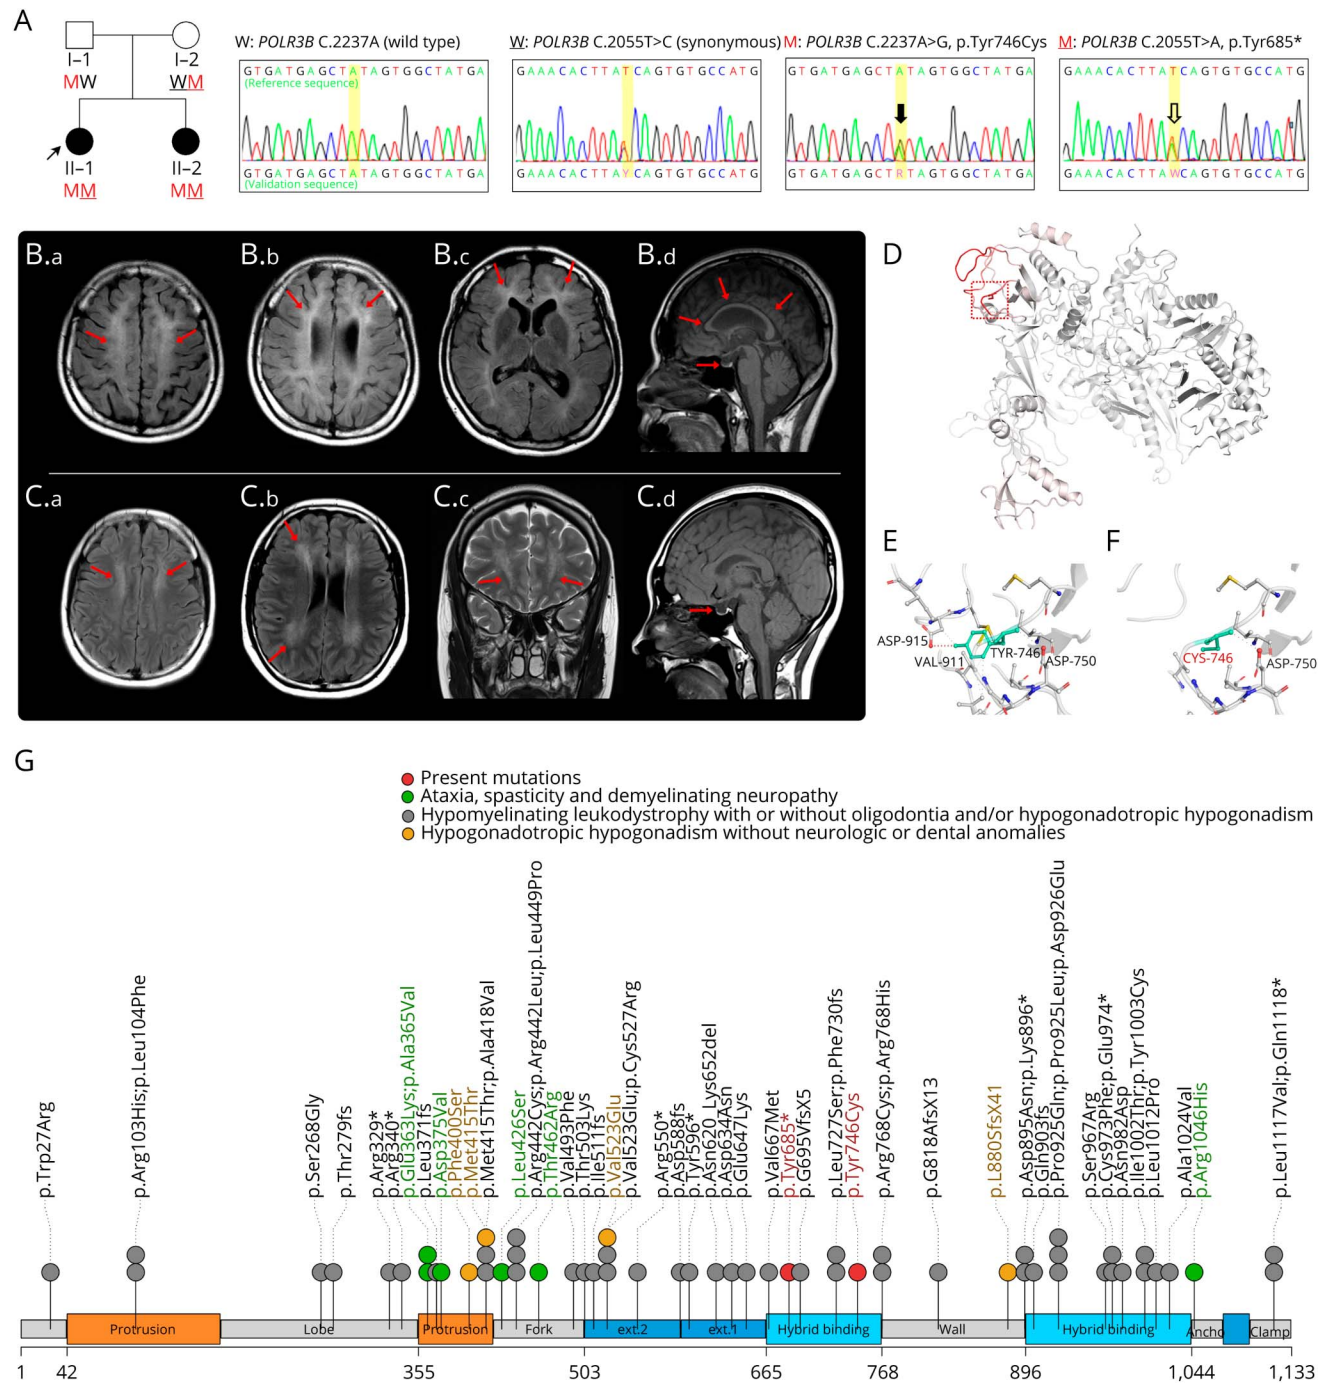 A
I–1
I–2
MW
WM
II–1
II–2
MM
MM
W: POLR3B C.2237A (wild type)
GTGATGAGCTATAGTGGCTATGA
(Reference sequence)
GTGATGAGCTATAGTGGCTATGA
(Validation sequence)
W: POLR3B C.2055T>C (synonymous)
GAAACACTTATCAGTGTGCCATG
GAAACACTTAYCAGTGTGCCATG
M: POLR3B C.2237A>G, p.Tyr746Cys
GTGATGAGCTATAGTGGCTATGA
GTGATGAGCTRTAGTGGCTATGA
M: POLR3B C.2055T>A, p.Tyr685*
GAAACACTTATCAGTGTGCCATG
GAAACACTTAWCAGTGTGCCATG
B.a
B.b
B.c
B.d
C.a
C.b
C.c
C.d
D
E
ASP-915
VAL-911
TYR-746
ASP-750
F
CYS-746
ASP-750
G
Present mutations
Ataxia, spasticity and demyelinating neuropathy
Hypomyelinating leukodystrophy with or without oligodontia and/or hypogonadotropic hypogonadism
Hypogonadotropic hypogonadism without neurologic or dental anomalies
p.Trp27Arg
p.Arg103His;p.Leu104Phe
p.Ser268Gly
p.Thr279fs
p.Arg329*
p.Arg340*
p.Glu363Lys;p.Ala365Val
p.Leu371fs
p.Asp375Val
p.Phe400Ser
p.Met415Thr
p.Met415Thr;p.Ala418Val
p.Leu426Ser
p.Arg442Cys;p.Arg442Leu;p.Leu449Pro
p.Thr462Arg
p.Val493Phe
p.Thr503Lys
p.Ile511fs
p.Val523Glu
p.Val523Glu;p.Cys527Arg
p.Arg550*
p.Asp588fs
p.Tyr596*
p.Asn620_Lys652del
p.Asp634Asn
p.Glu647Lys
p.Val667Met
p.Tyr685*
p.G695VfsX5
p.Leu727Ser;p.Phe730fs
p.Tyr746Cys
p.Arg768Cys;p.Arg768His
p.G818AfsX13
p.L880SfsX41
p.Asp895Asn;p.Lys896*
p.Gln903fs
p.Pro925Gln;p.Pro925Leu;p.Asp926Glu
p.Ser967Arg
p.Cys973Phe;p.Glu974*
p.Asn982Asp
p.Ile1002Thr;p.Tyr1003Cys
p.Leu1012Pro
p.Ala1024Val
p.Arg1046His
p.Leu1117Val;p.Gln1118*
Protrusion
Lobe
Protrusion
Fork
ext.2
ext.1
Hybrid binding
Wall
Hybrid binding
Ancho
Clamp
1
42
355
503
665
768
896
1,044
1,133